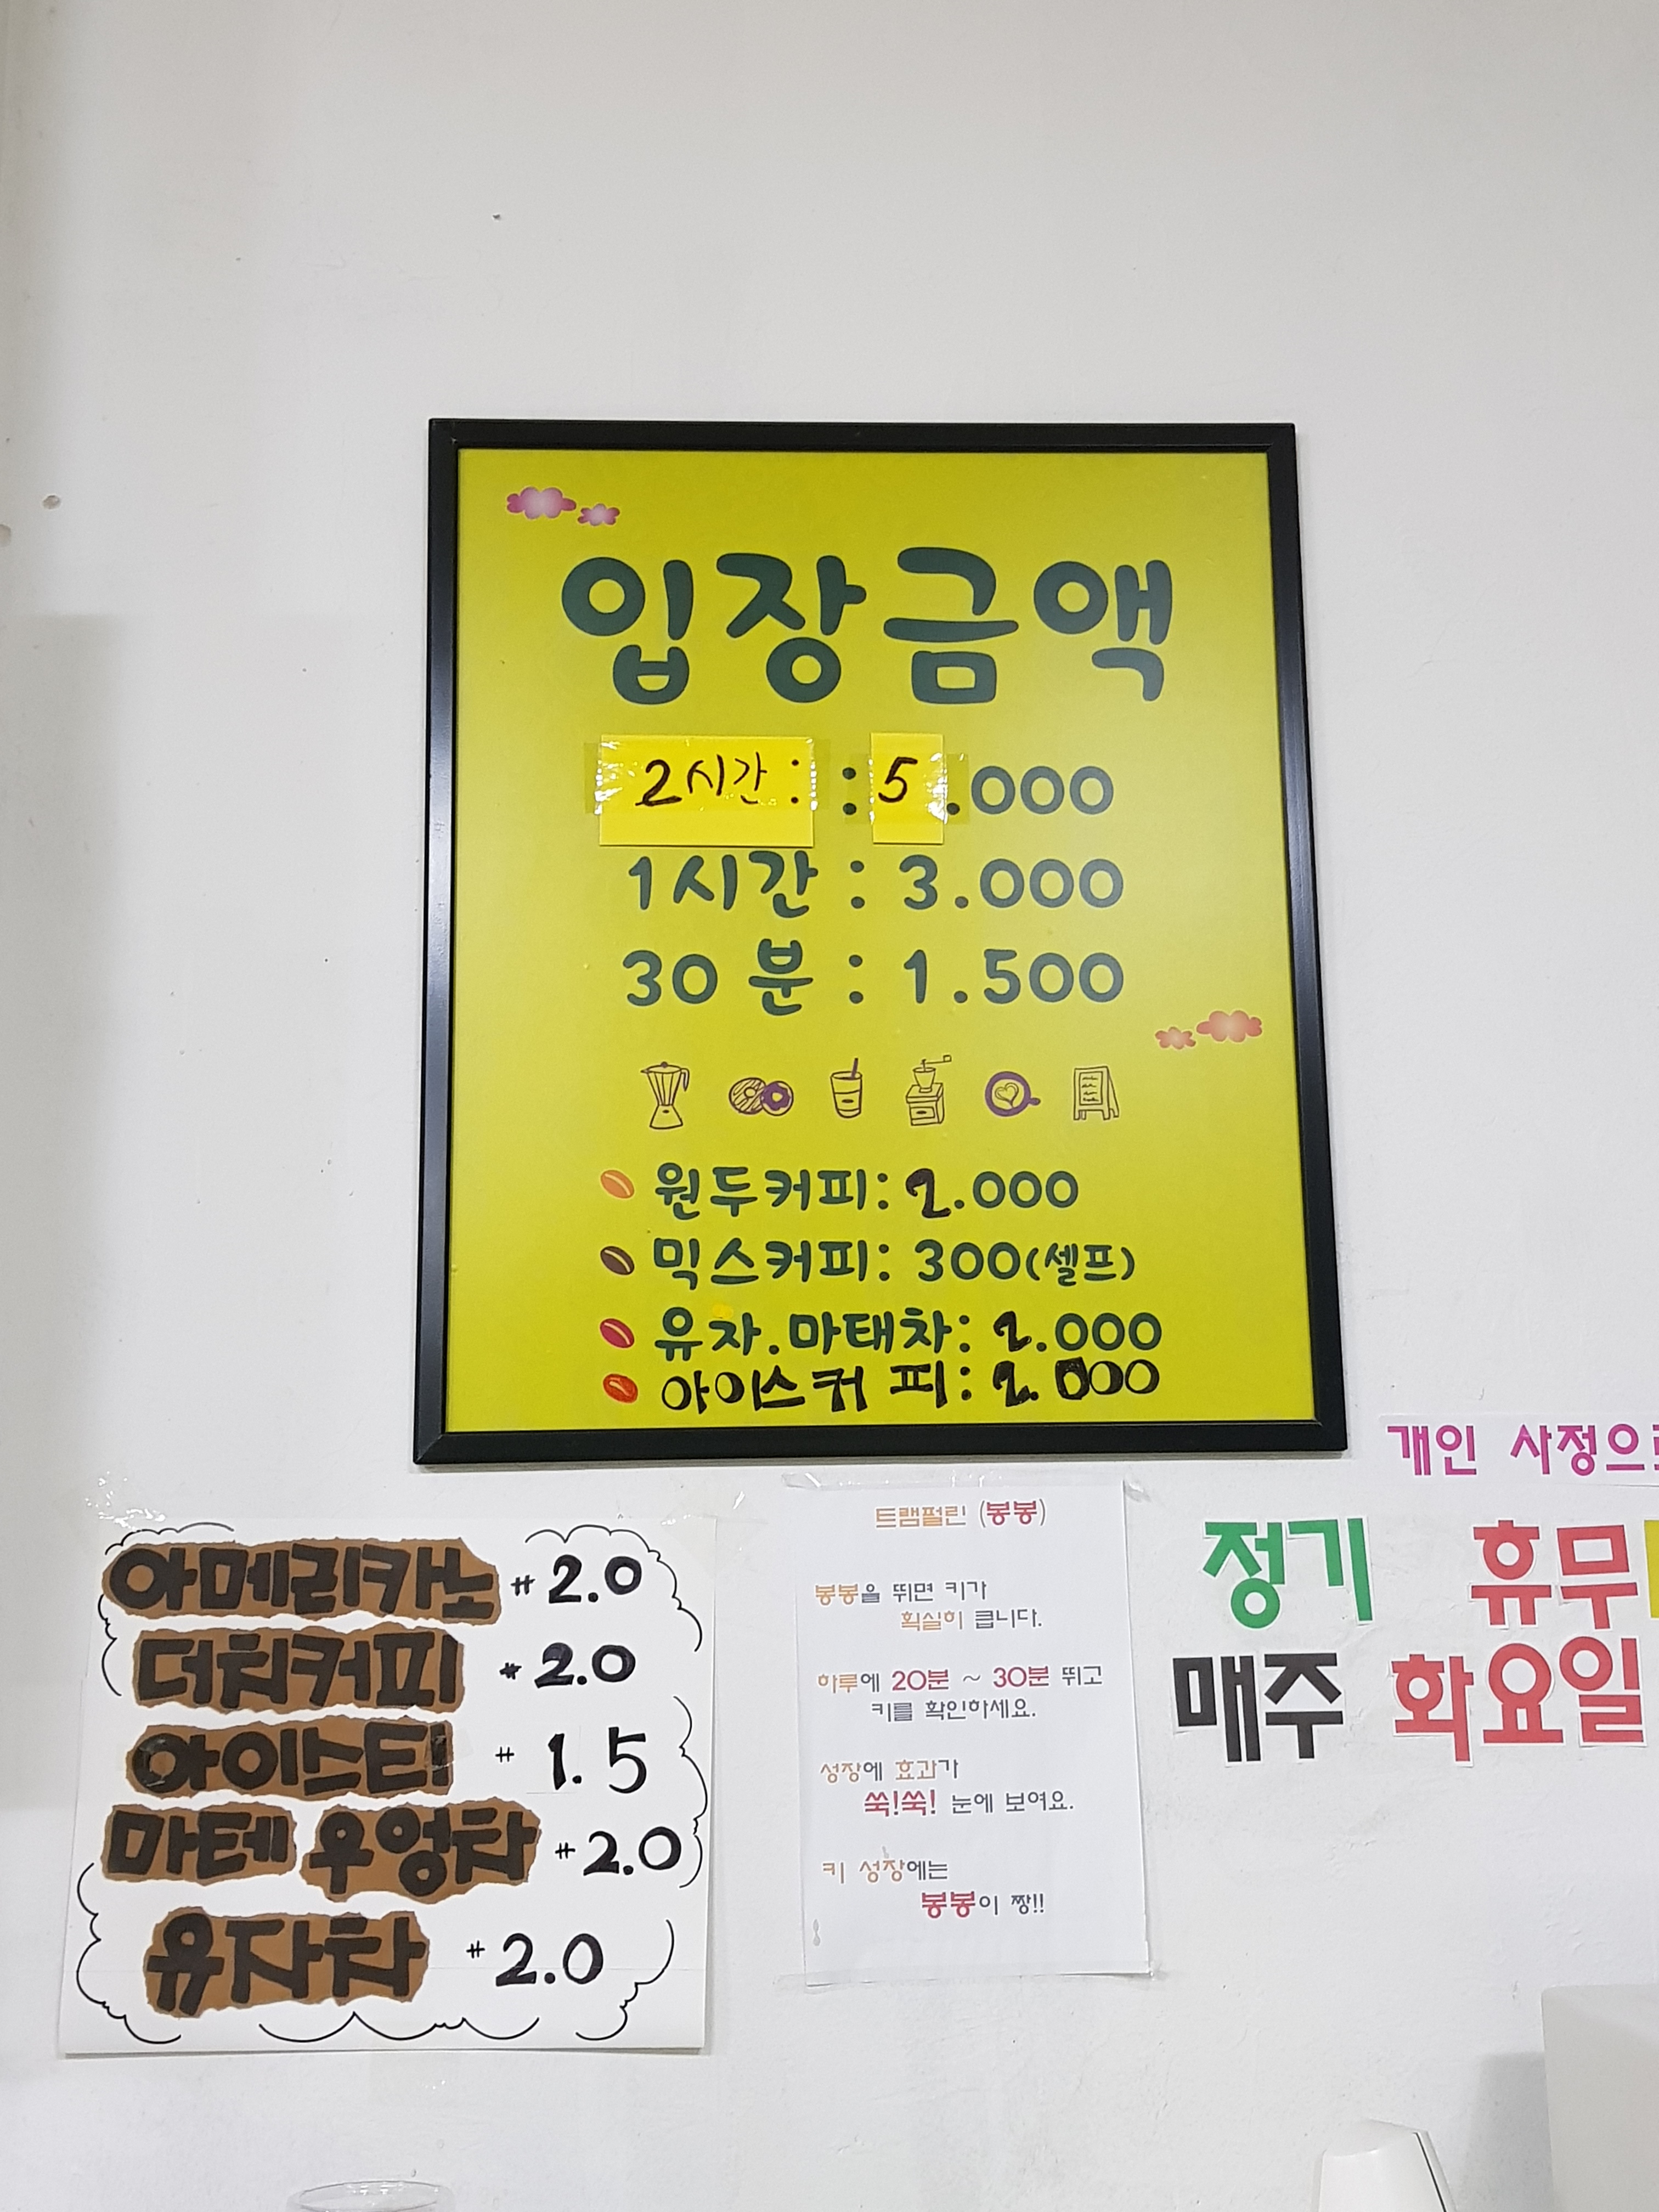 입장금액
2시간: : 5.000
1시간 : 3.000
30 분 : 1.500
원두커피: 2.000
믹스커피: 300(셀프)
유자.마태차: 2.000
아이스커 피: 2.000
아메리카노 # 2.0
더치커피 # 2.0
아이스티 # 1.5
마테 우엉차 # 2.0
유자차 # 2.0
트램펄린 (봉봉)
봉봉을 뛰면 키가
확실히 큽니다.
하루에 20분 ~ 30분 뛰고
키를 확인하세요.
성장에 효과가
쑥!쑥! 눈에 보여요.
키 성장에는
봉봉이 짱!!
개인 사정으로
정기 휴무
매주 화요일